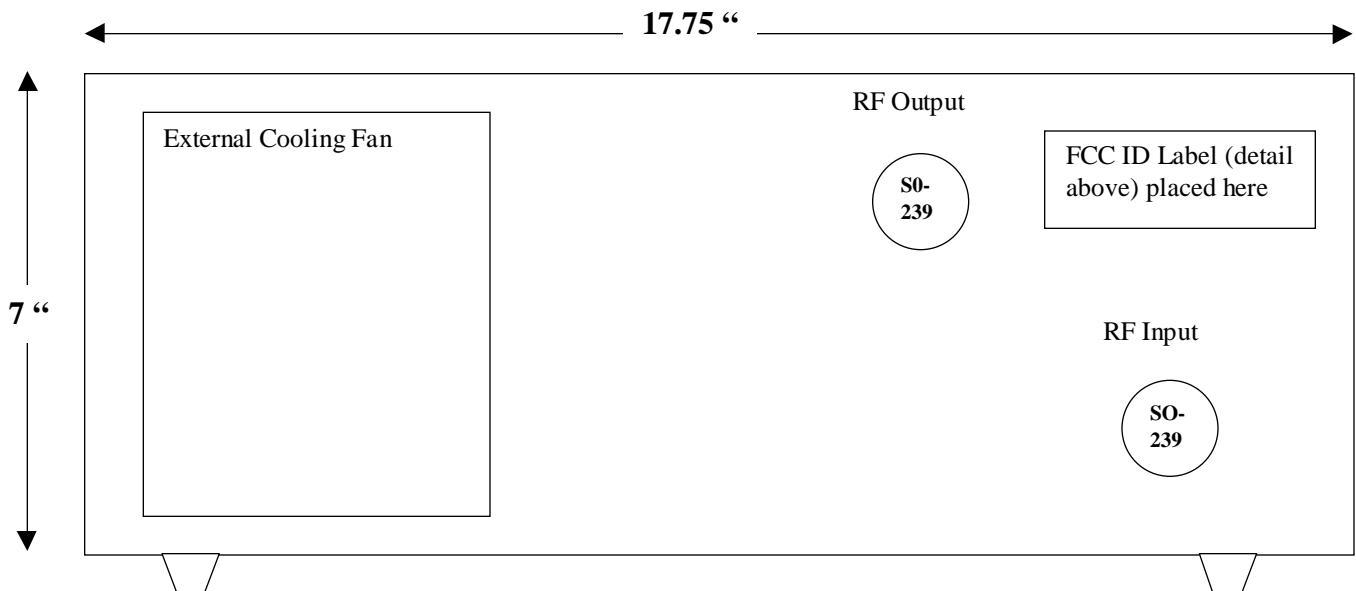 17.75 “
RF Output
External Cooling Fan
FCC ID Label (detail
above) placed here
S0-
239
7 “
RF Input
SO-
239